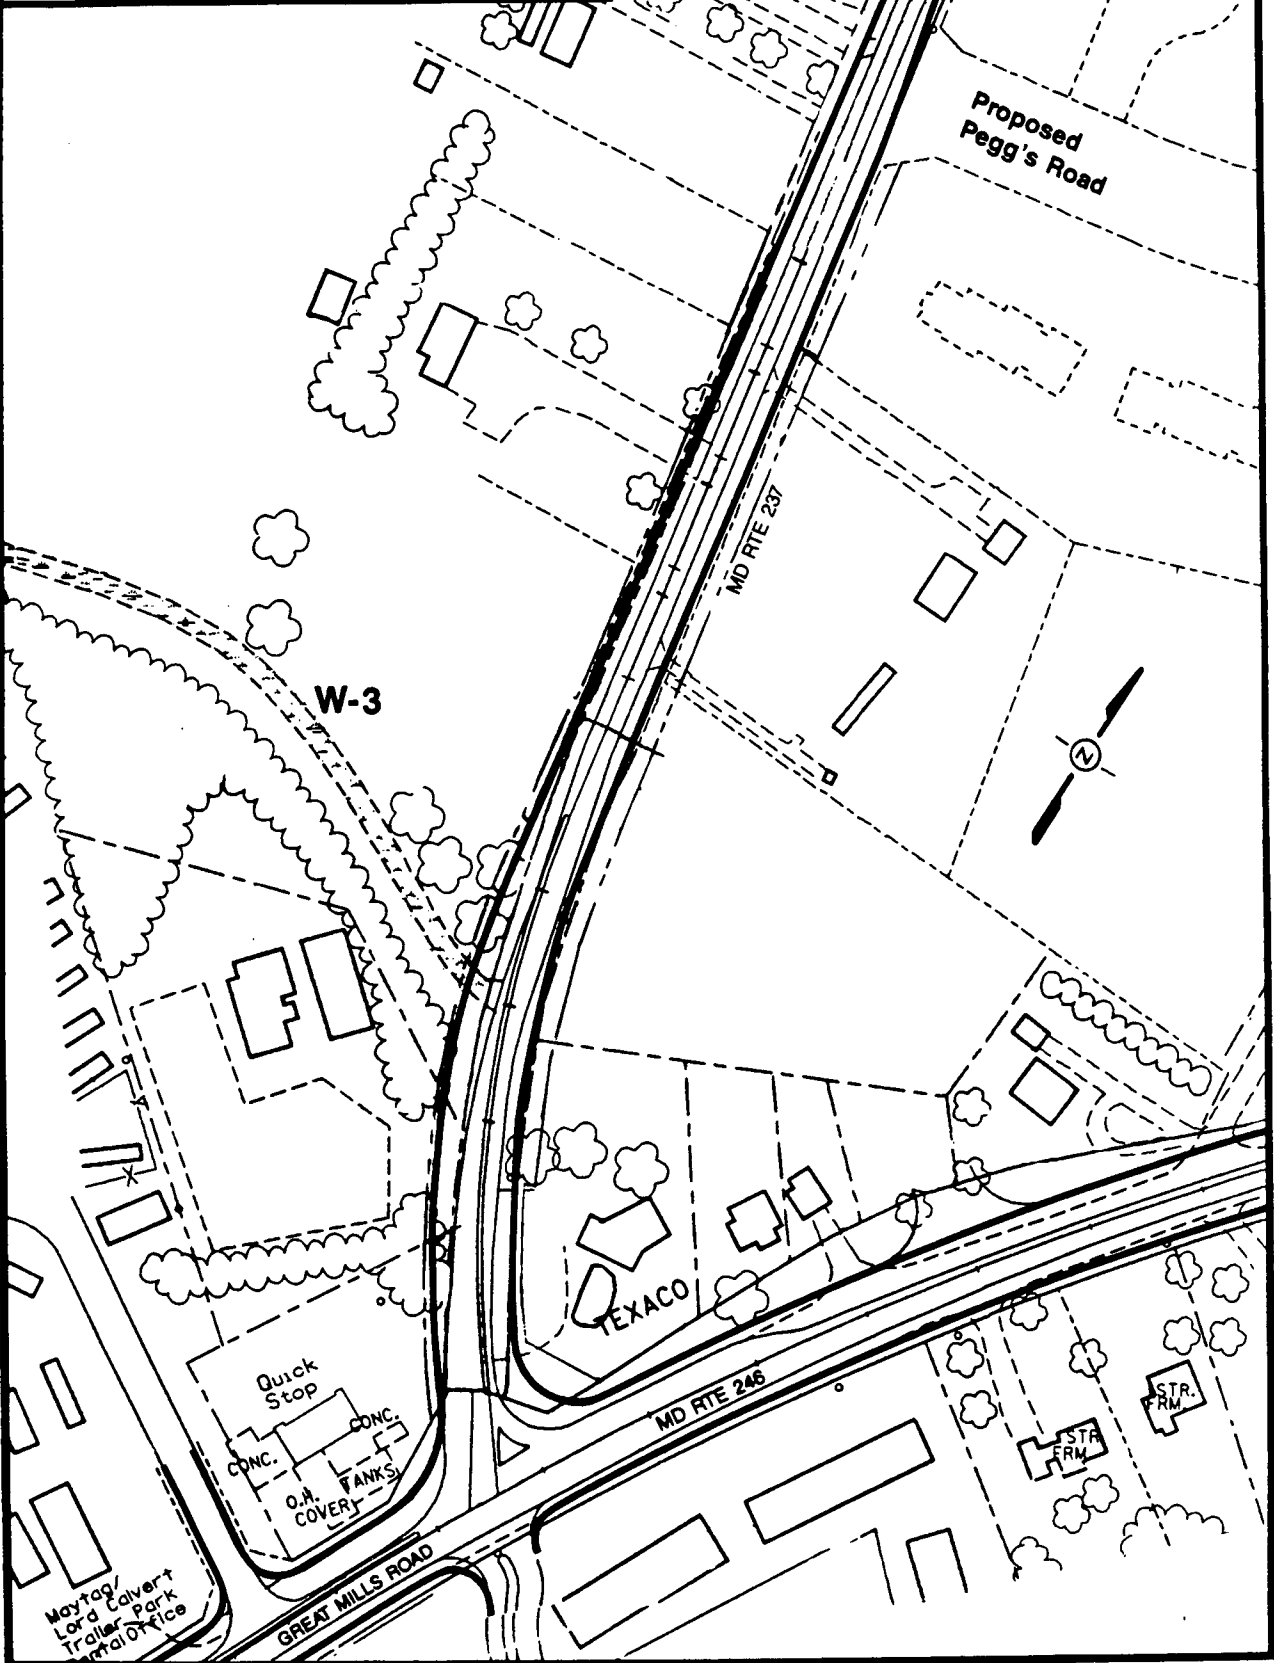 Proposed
Pegg's Road
MD RTE 237
W-3
N
TEXACO
Quick
Stop
CONC.
CONC.
TANKS
O.H.
COVER
MD RTE 246
STR.
FRM.
STR
FRM
GREAT MILLS ROAD
Maytag/
Lord Calvert
Trailer Park
Office